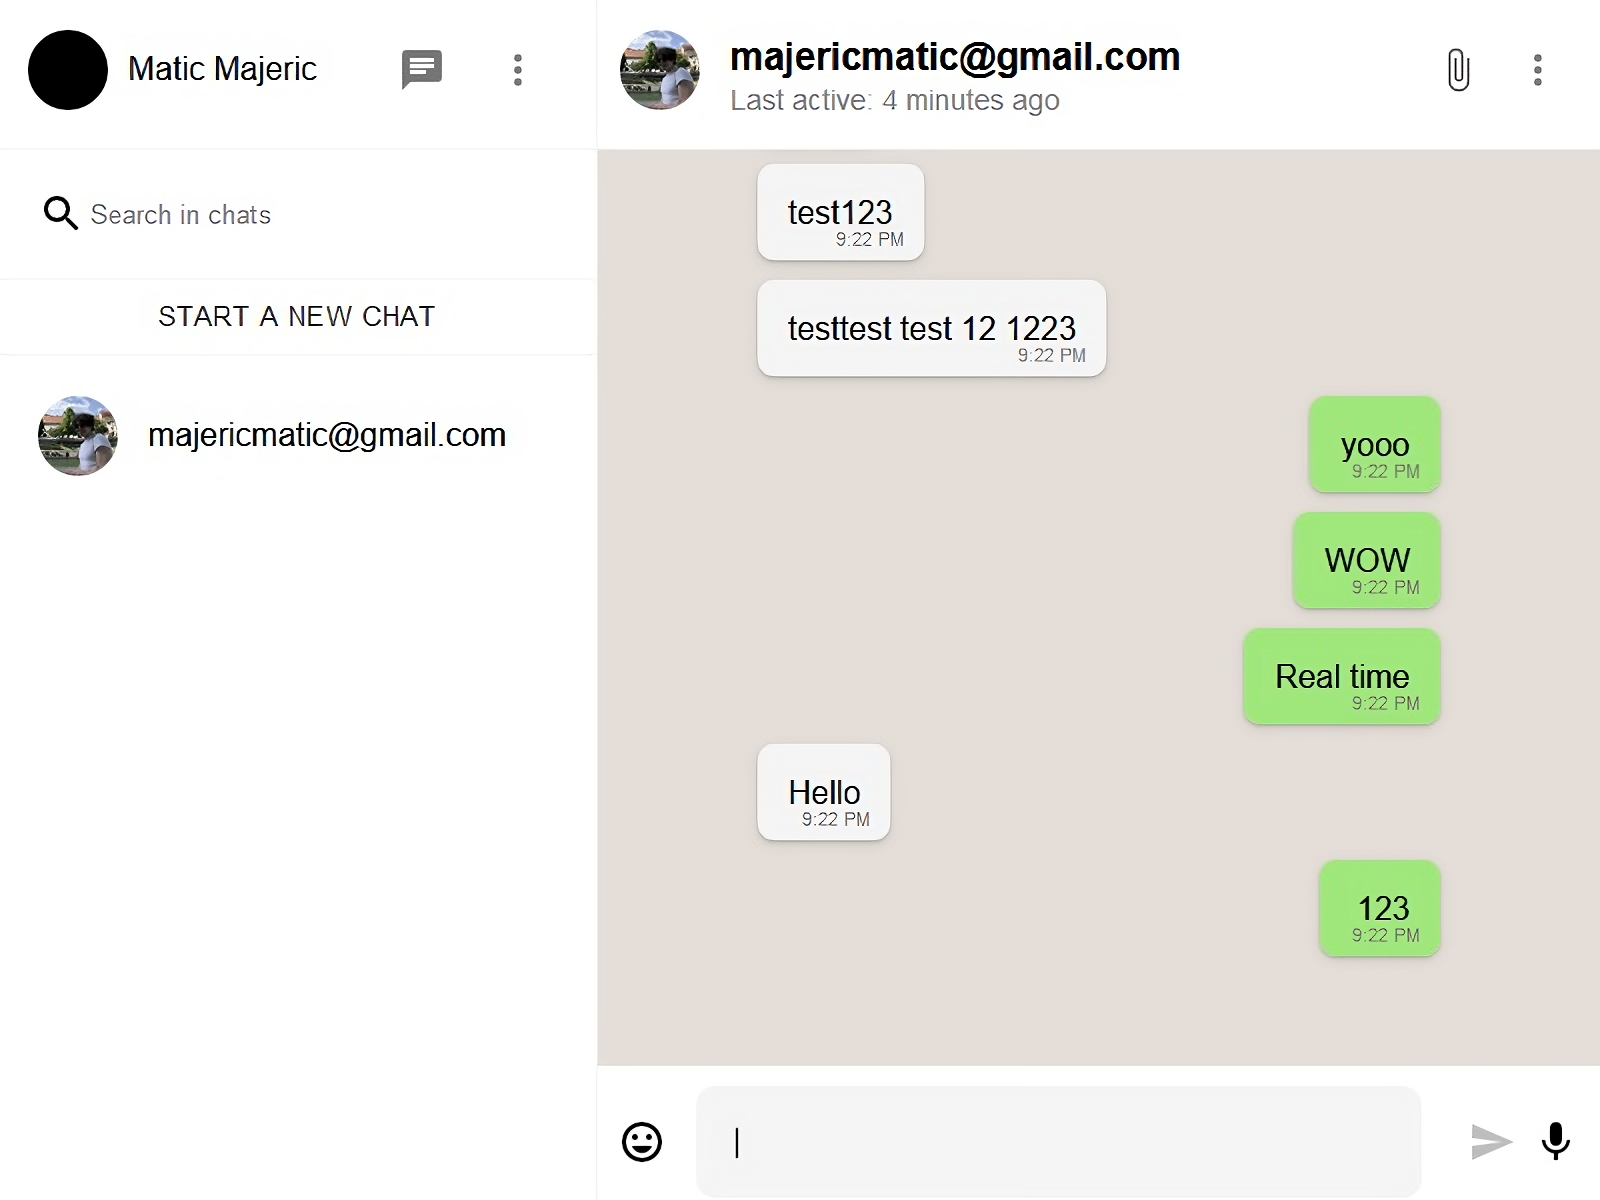 Matic Majeric
majericmatic@gmail.com
Last active: 4 minutes ago
Search in chats
START A NEW CHAT
majericmatic@gmail.com
test123
9:22 PM
testtest test 12 1223
9:22 PM
yooo
9:22 PM
WOW
9:22 PM
Real time
9:22 PM
Hello
9:22 PM
123
9:22 PM